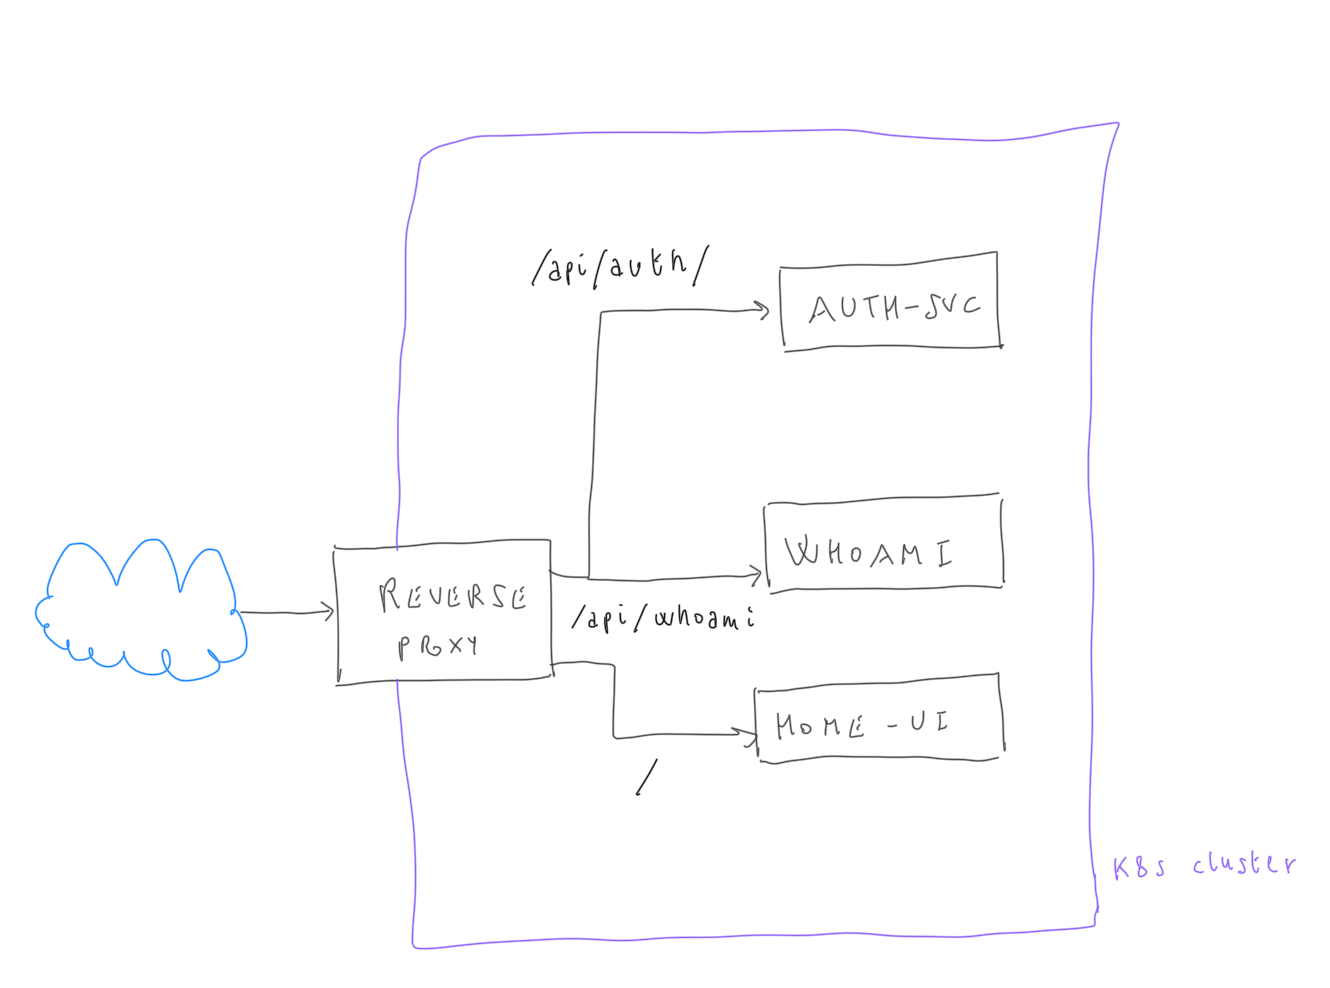 /api/auth/
AUTH-SVC
WHOAMI
REVERSE
PROXY
/api/whoami
HOME-UI
/
K8s cluster